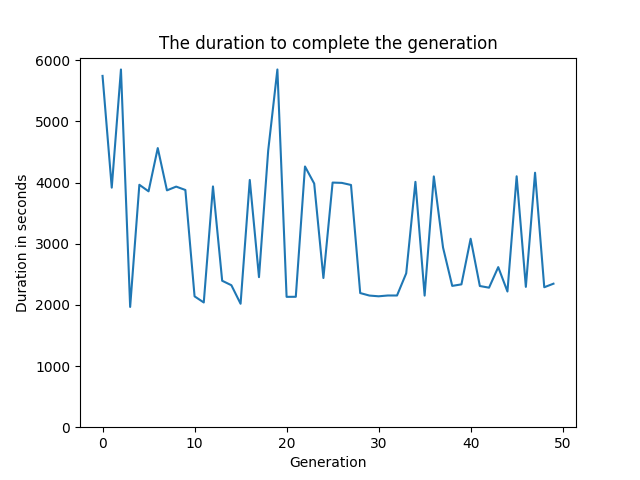 The duration to complete the generation
6000
5000
4000
3000
2000
1000
0
Duration in seconds
0 10 20 30 40 50
Generation